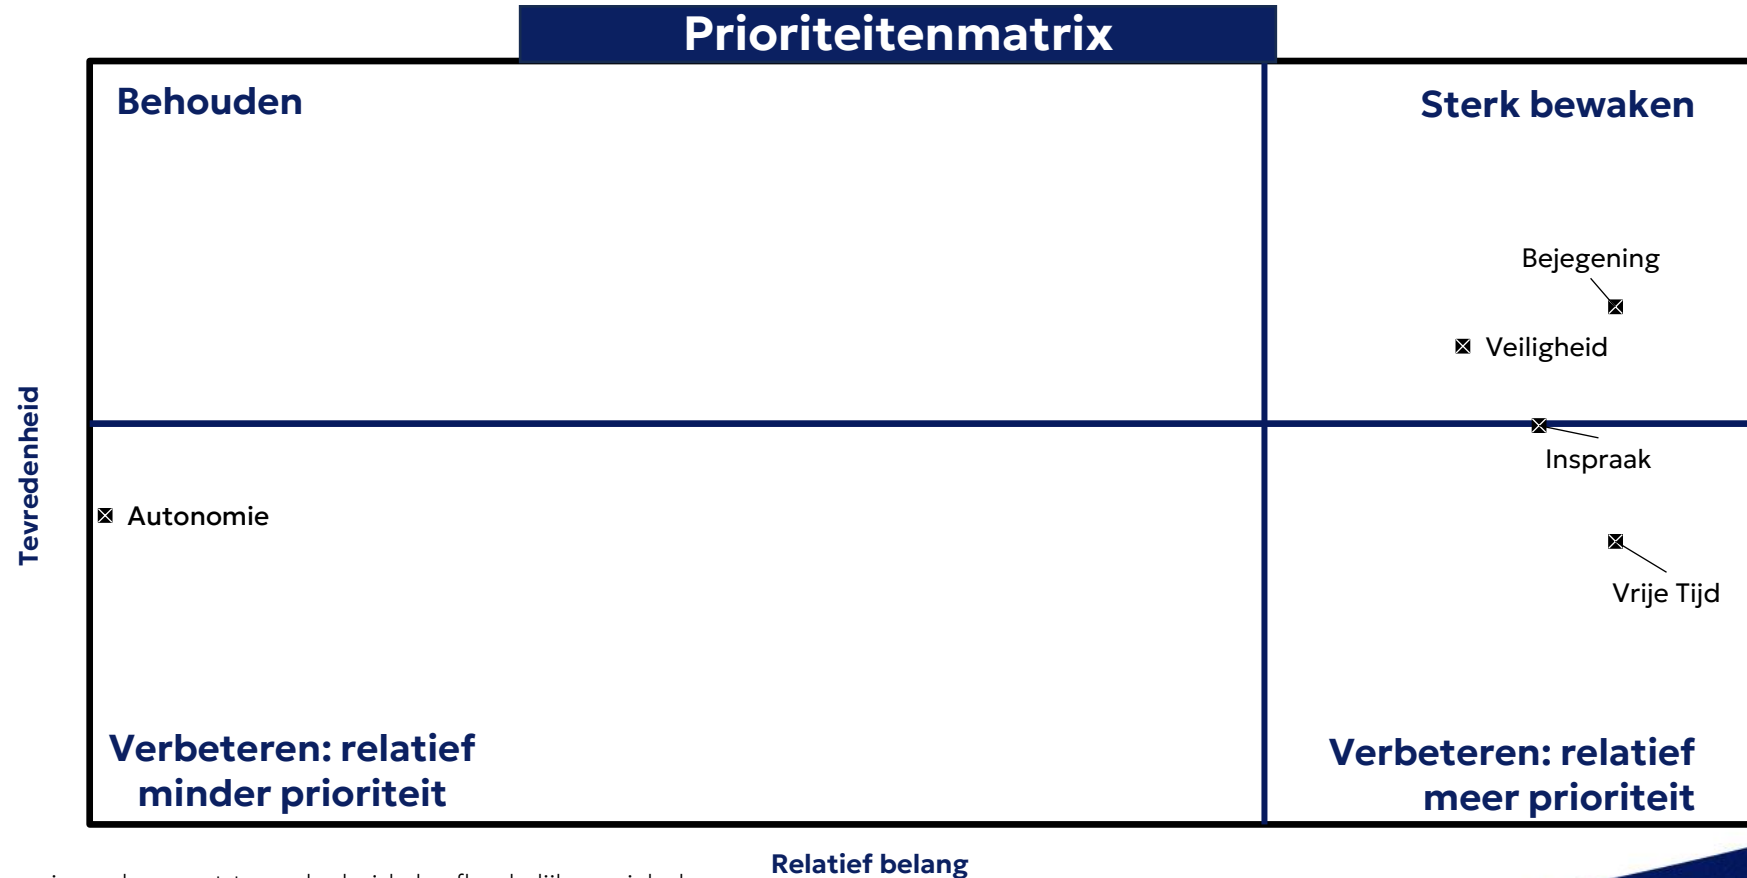 Prioriteitenmatrix
Behouden
Sterk bewaken
Bejegening
Veiligheid
Tevredenheid
Inspraak
Autonomie
Vrije Tijd
Verbeteren: relatief
minder prioriteit
Verbeteren: relatief
meer prioriteit
Relatief belang